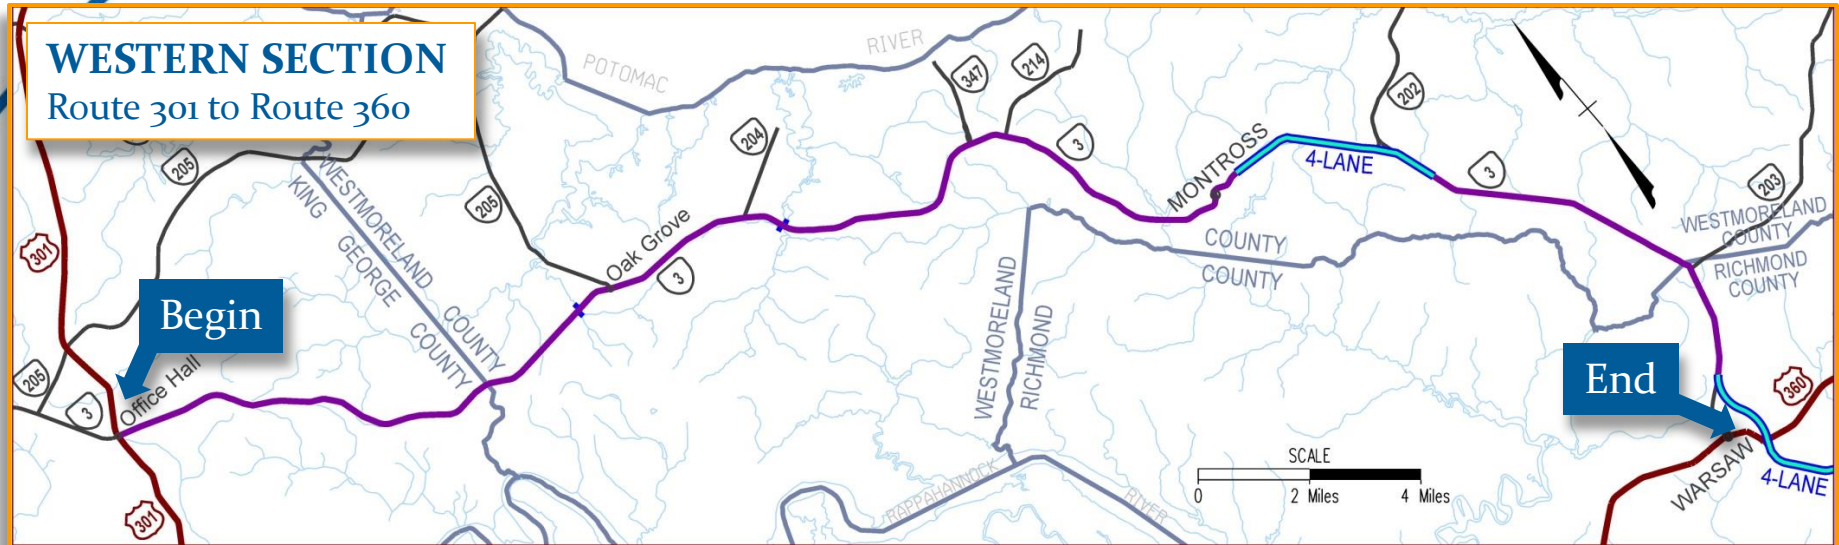 WESTERN SECTION
Route 301 to Route 360
POTOMAC
RIVER
347
214
202
204
3
MONTROSS
4-LANE
3
203
205
205
WESTMORELAND
COUNTY
KING
GEORGE
COUNTY
Oak Grove
3
COUNTY
COUNTY
WESTMORELAND
COUNTY
RICHMOND
COUNTY
301
Begin
Office Hall
205
3
WESTMORELAND
RICHMOND
End
360
WARSAW
4-LANE
SCALE
0
2 Miles
4 Miles
RAPPAHANNOCK
RIVER
301